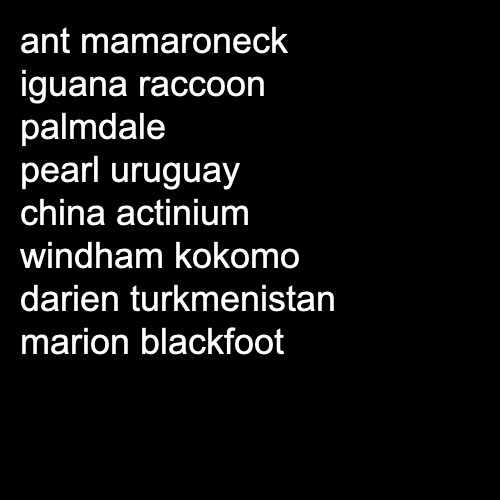 ant mamaroneck
iguana raccoon
palmdale
pearl uruguay
china actinium
windham kokomo
darien turkmenistan
marion blackfoot